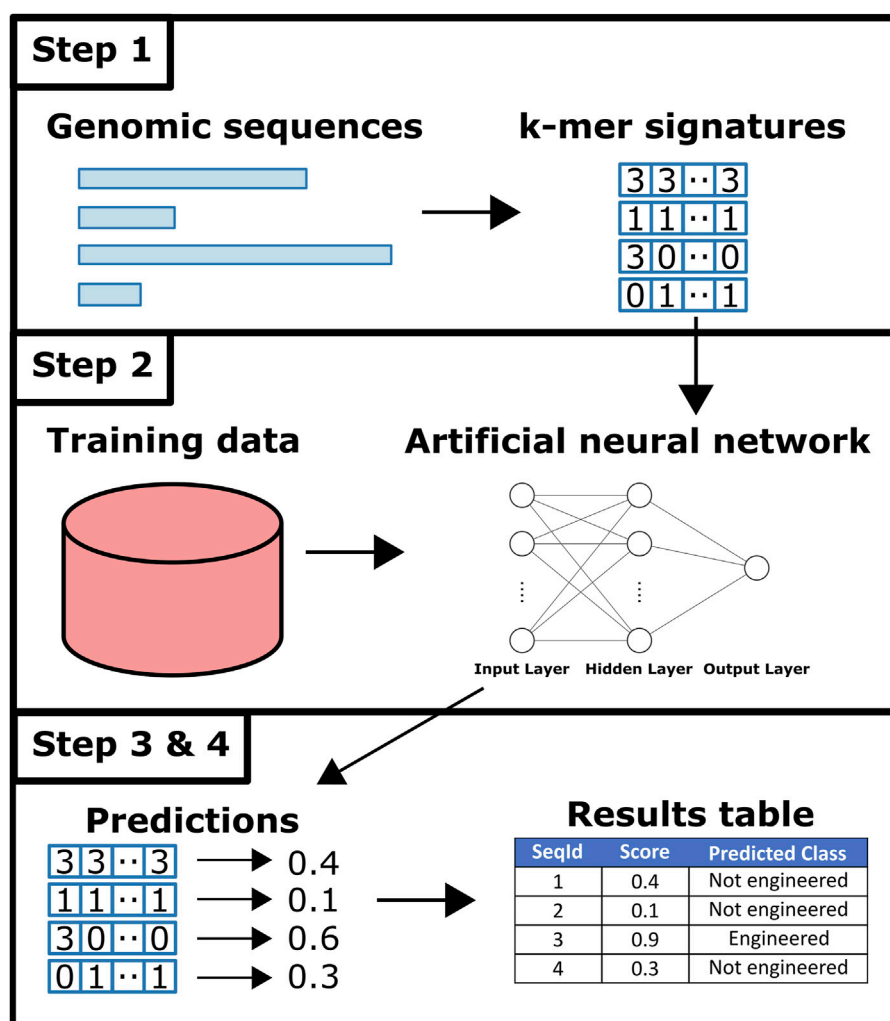 Step 1
Genomic sequences
k-mer signatures
3 3 ·· 3
1 1 ·· 1
3 0 ·· 0
0 1 ·· 1
Step 2
Training data
Artificial neural network
Input Layer Hidden Layer Output Layer
Step 3 & 4
Predictions
3 3 ·· 3 0.4
1 1 ·· 1 0.1
3 0 ·· 0 0.6
0 1 ·· 1 0.3
Results table
SeqId Score Predicted Class
1 0.4 Not engineered
2 0.1 Not engineered
3 0.9 Engineered
4 0.3 Not engineered